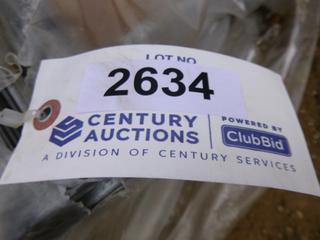 LOT NO.
2634
CENTURY
AUCTIONS
POWERED BY
ClubBid
A DIVISION OF CENTURY SERVICES